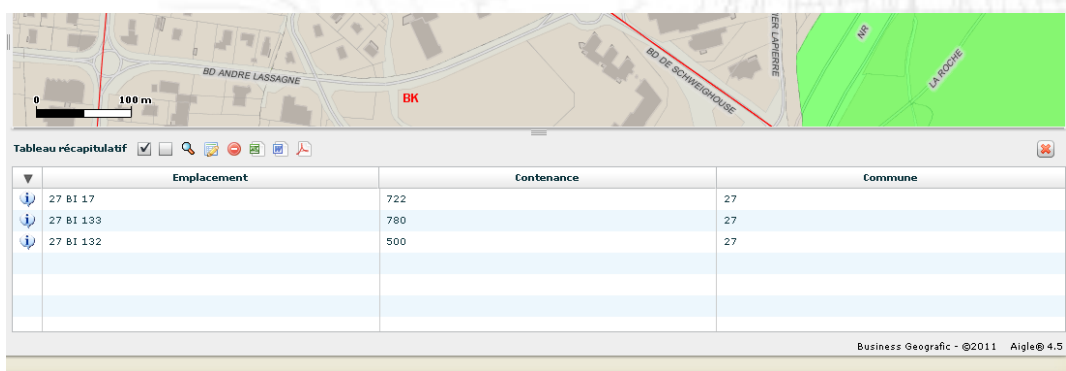 IER LAPIERRE
NR
BD DE SCHWEIGHOUSE
LA ROCHE
BD ANDRE LASSAGNE
0 100 m
BK
Tableau récapitulatif
Emplacement Contenance Commune
27 BI 17 722 27
27 BI 133 780 27
27 BI 132 500 27
Business Geografic - ©2011 Aigle® 4.5